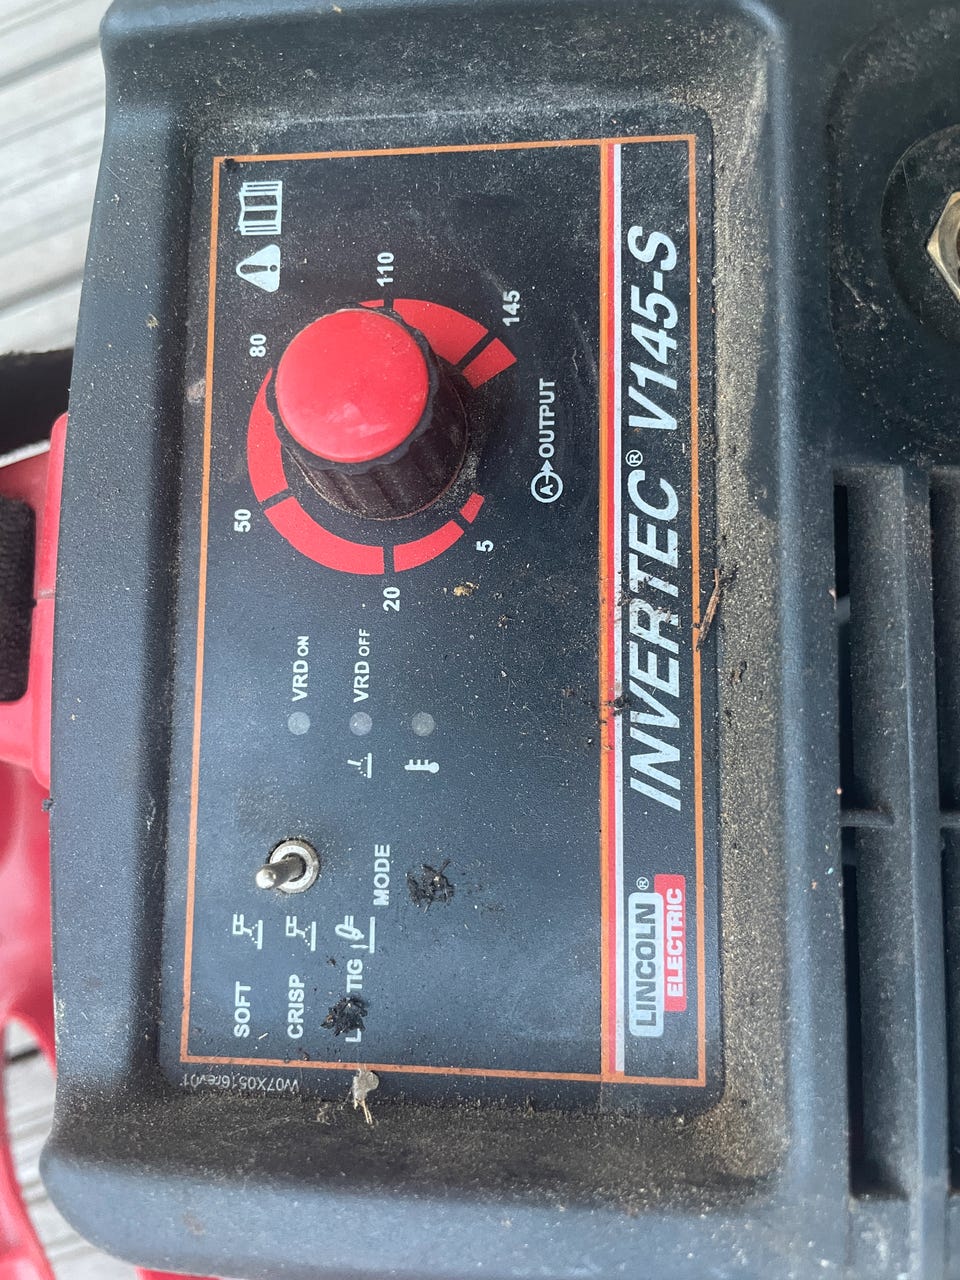 SOFT
CRISP
TIG
MODE
VRD ON
VRD OFF
5
20
50
80
110
145
A
OUTPUT
LINCOLN®
ELECTRIC
INVERTEC® V145-S
W07X0516rev01